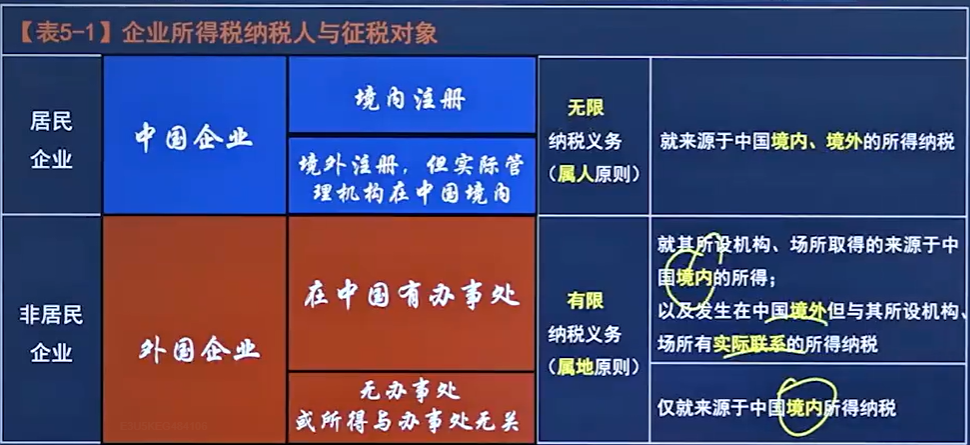 【表5-1】企业所得税纳税人与征税对象
居民
企业
中国企业
境内注册
境外注册，但实际管
理机构在中国境内
无限
纳税义务
（属人原则）
就来源于中国境内、境外的所得纳税
非居民
企业
外国企业
在中国有办事处
有限
纳税义务
（属地原则）
就其所设机构、场所取得的来源于中
国境内的所得；
以及发生在中国境外但与其所设机构、
场所有实际联系的所得纳税
无办事处
或所得与办事处无关
仅就来源于中国境内所得纳税